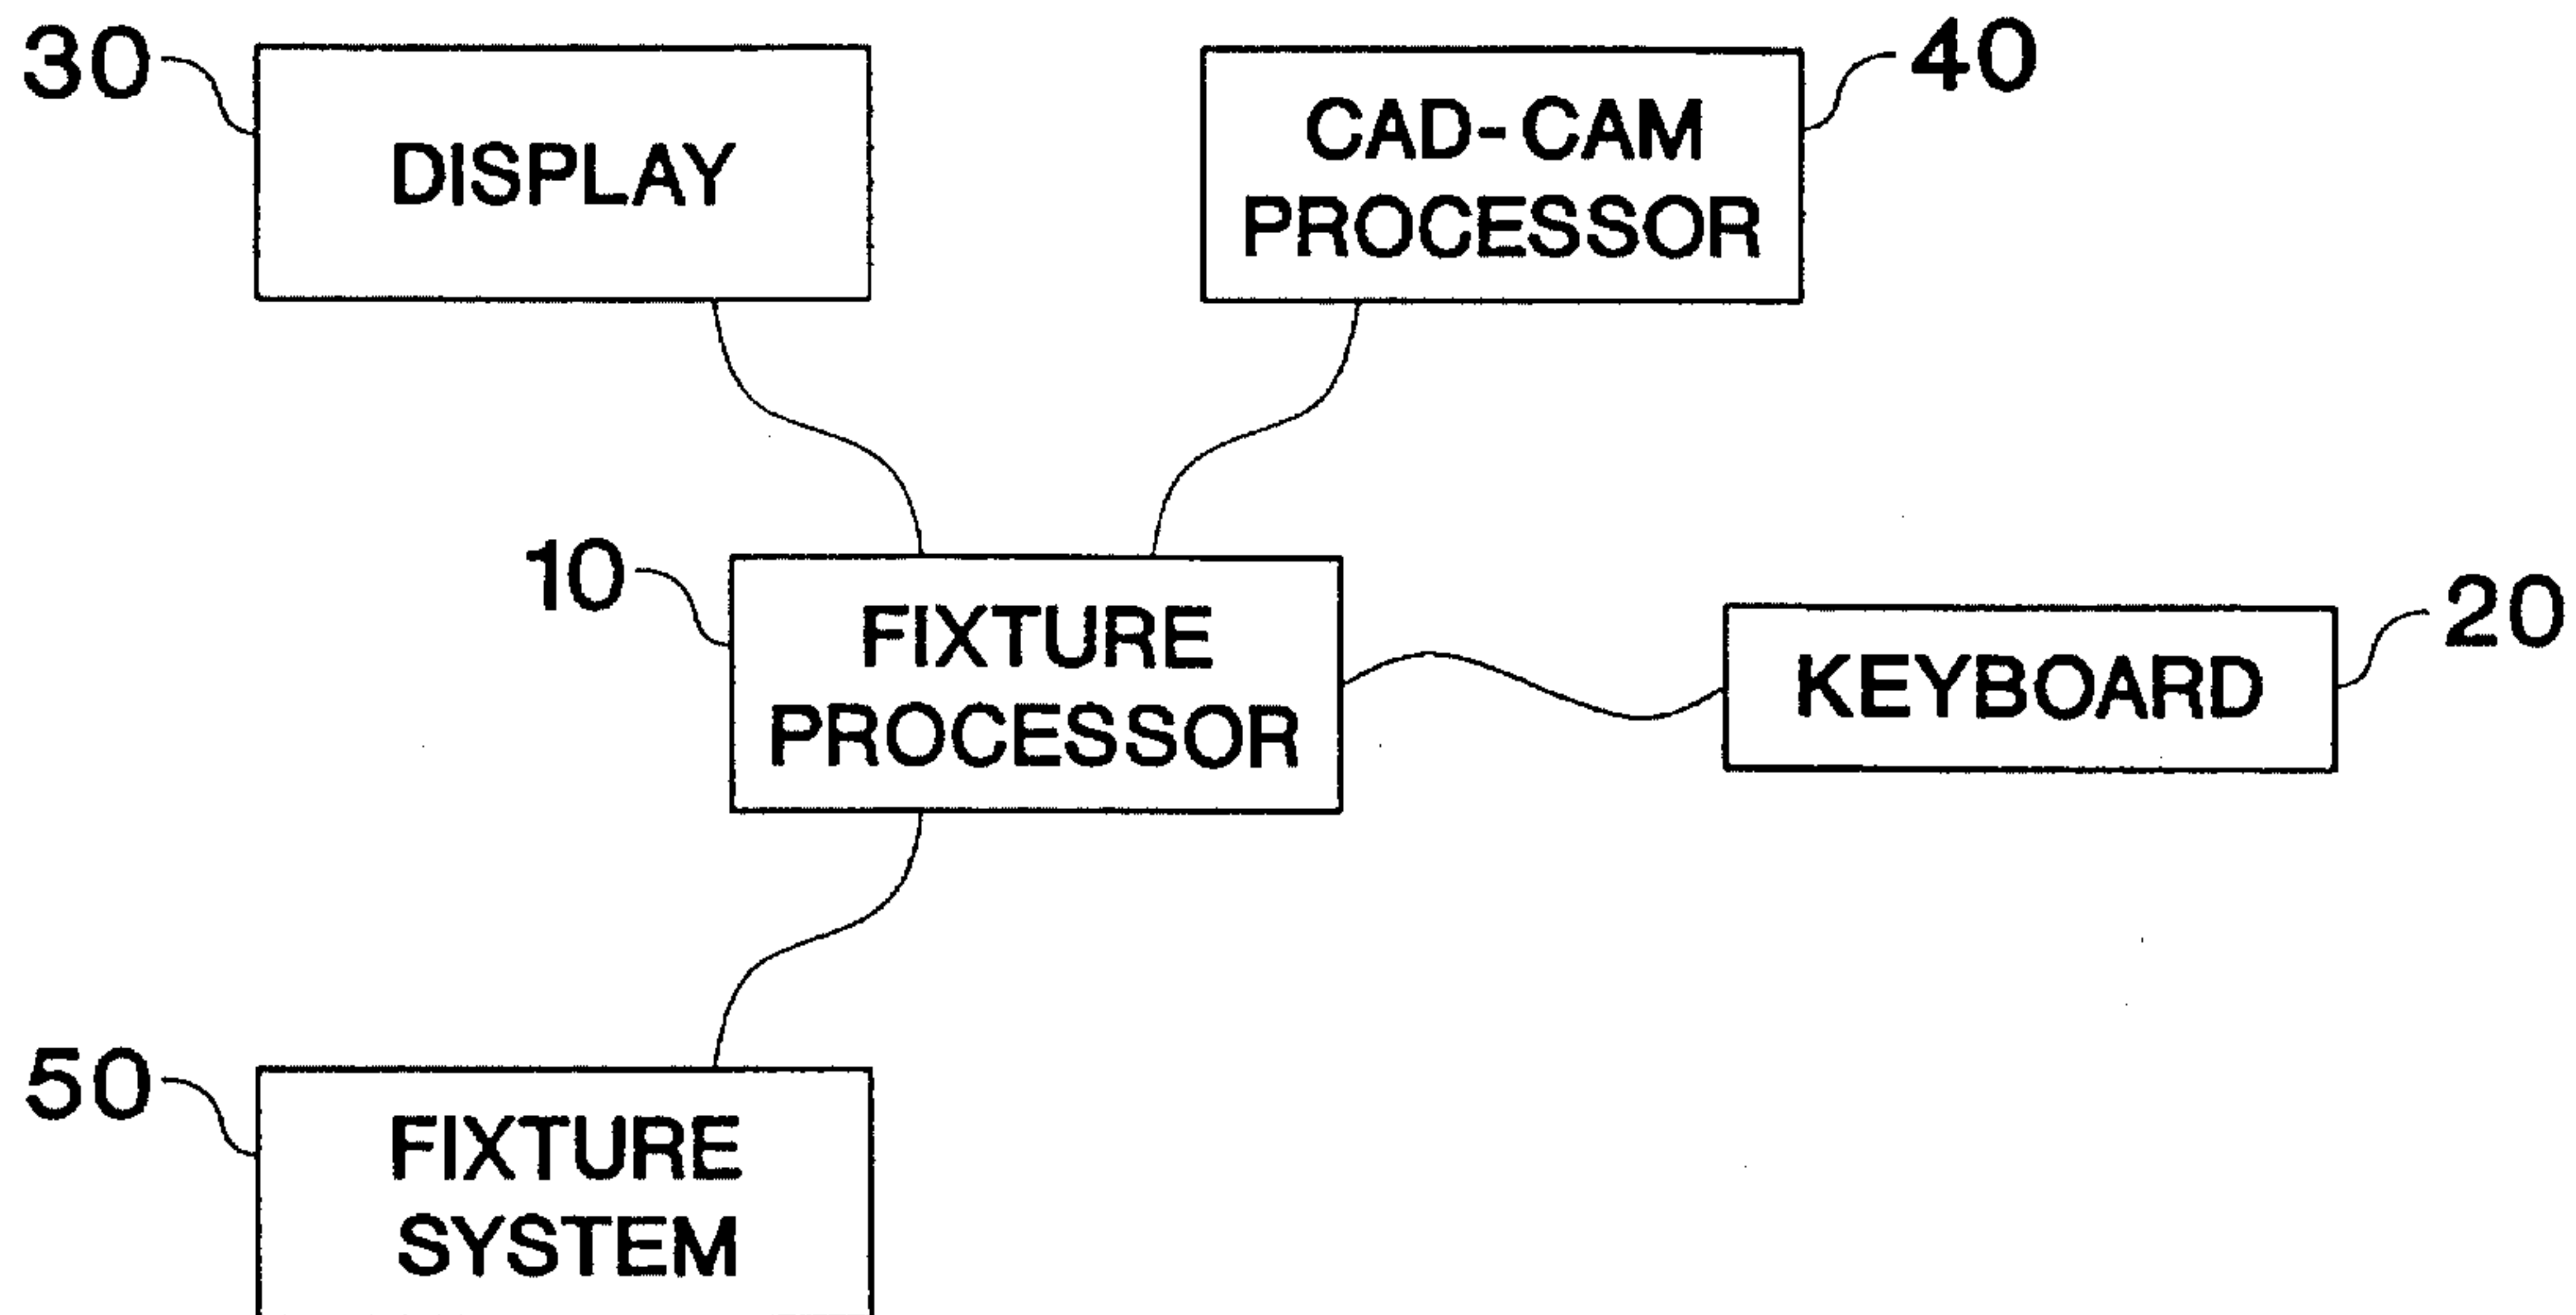 30
DISPLAY
40
CAD-CAM
PROCESSOR
10
FIXTURE
PROCESSOR
20
KEYBOARD
50
FIXTURE
SYSTEM